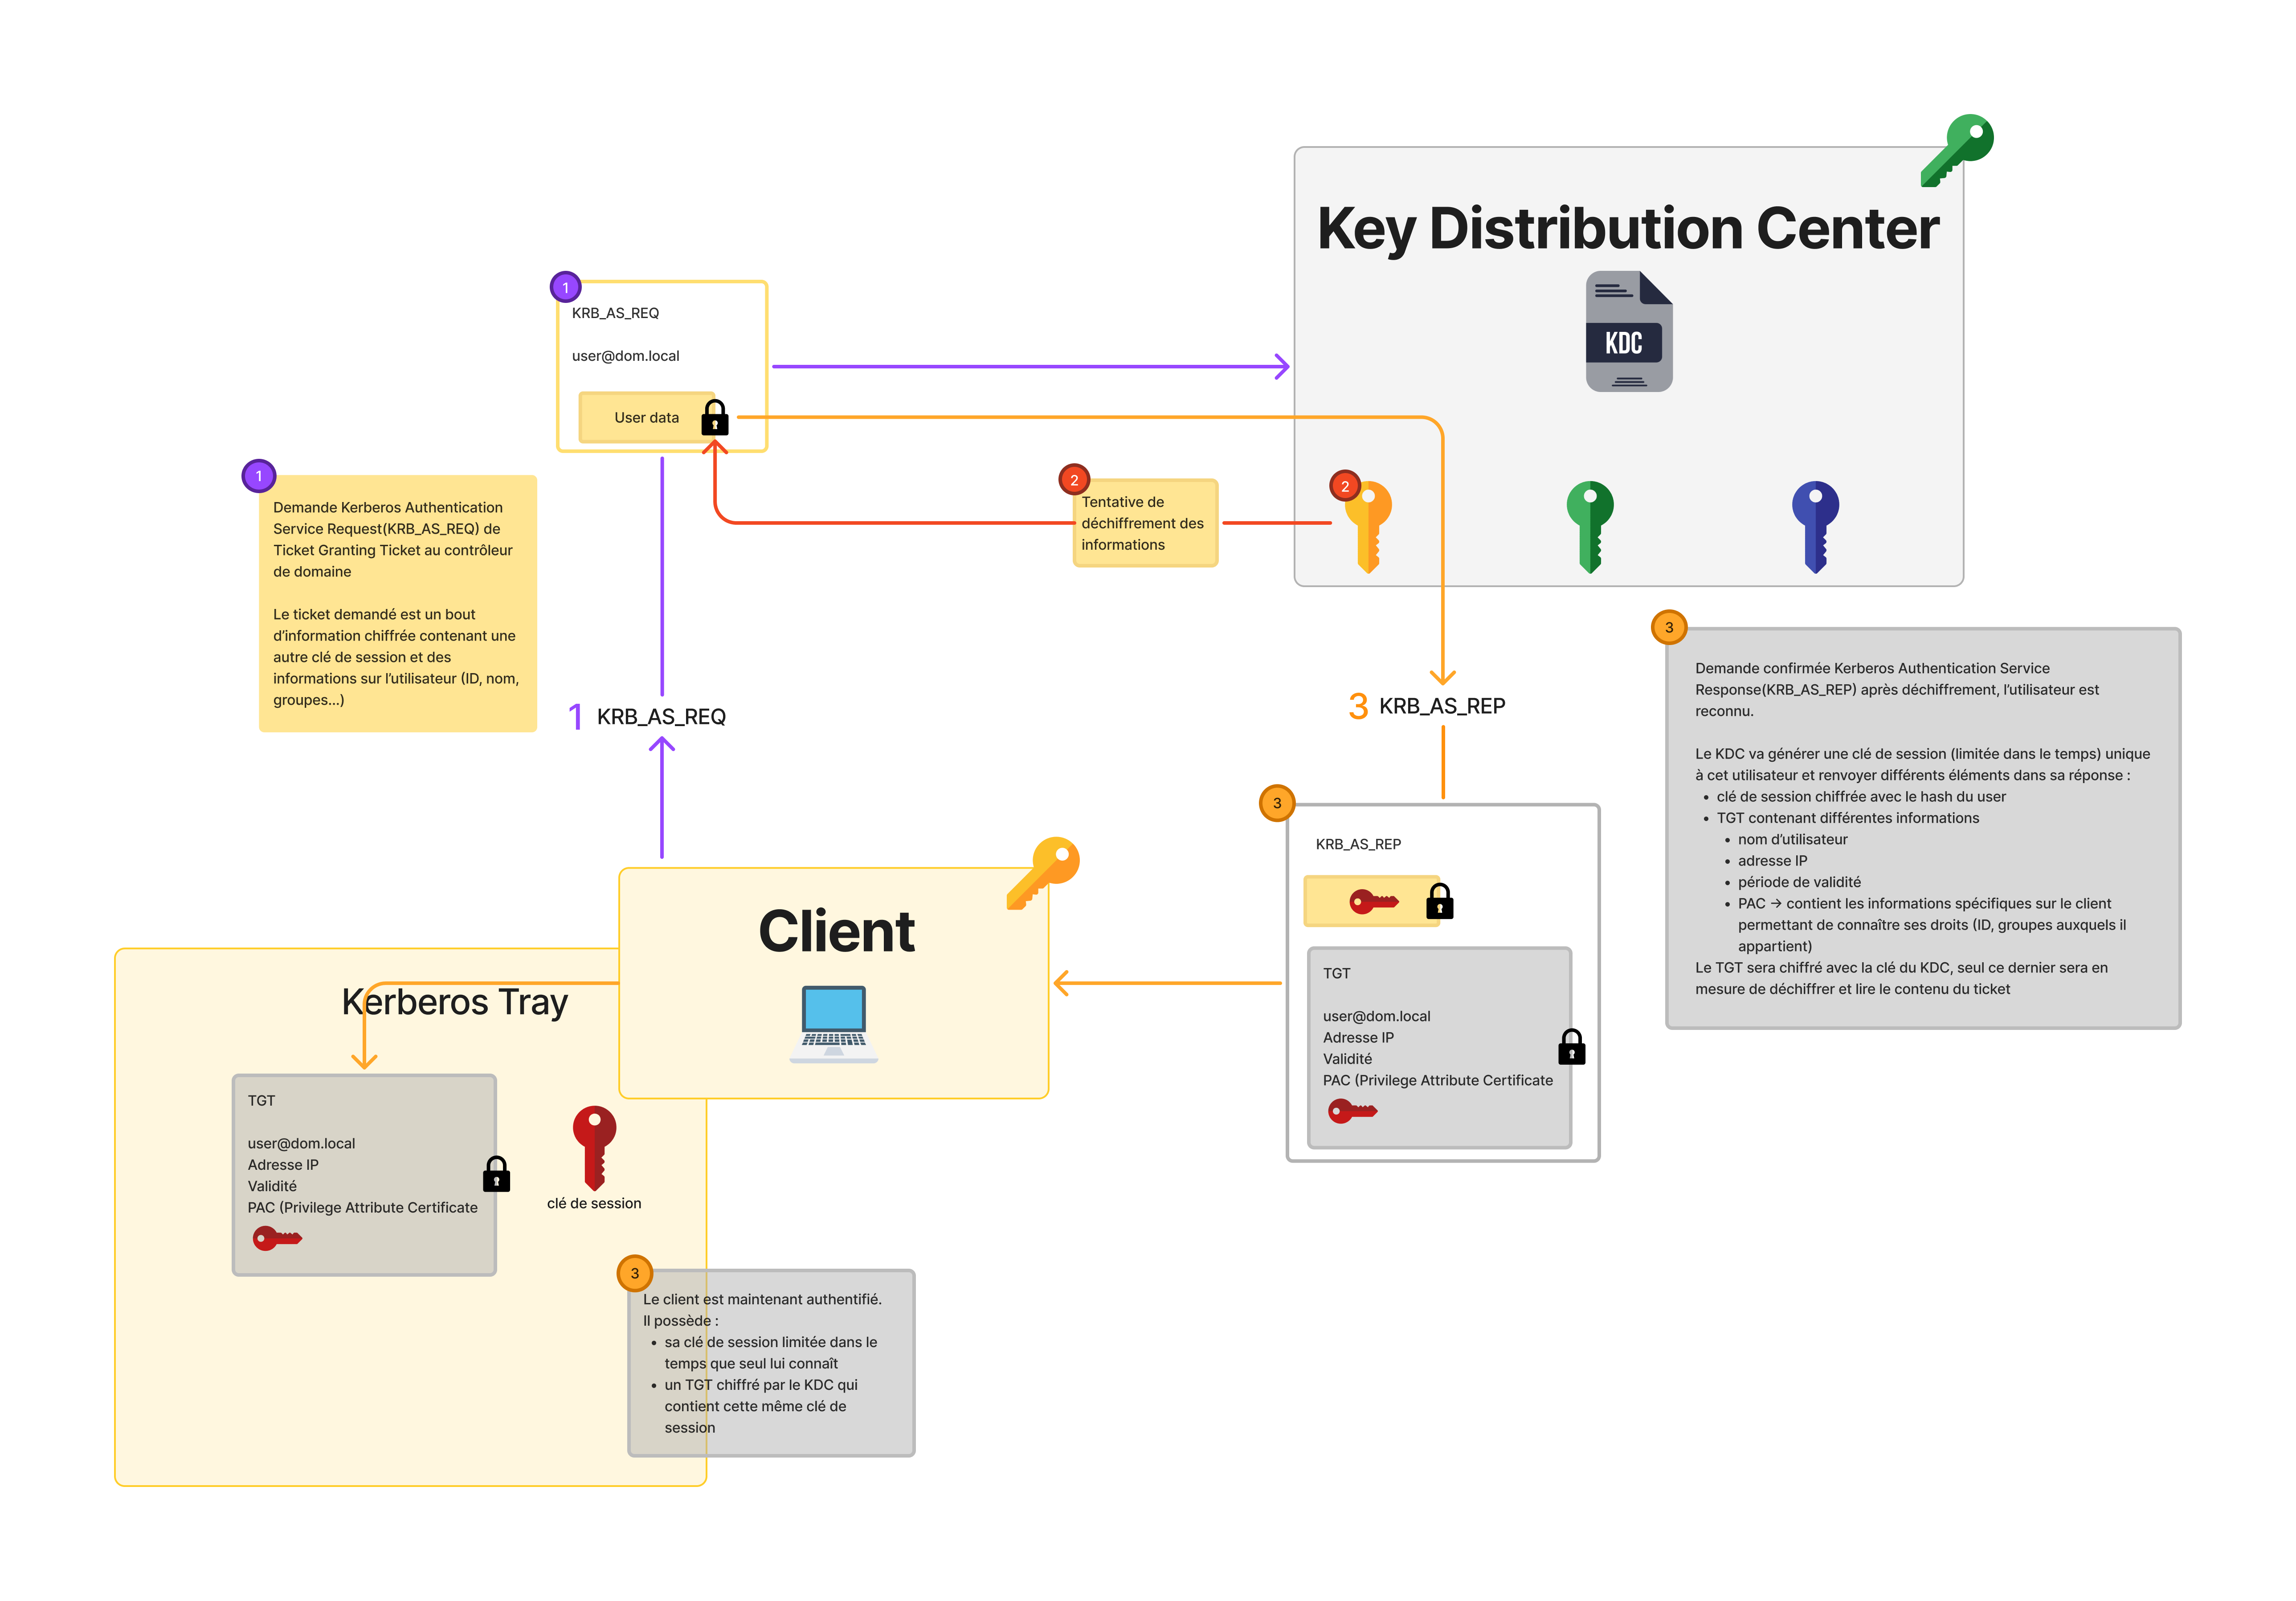 Key Distribution Center
KDC
1
KRB_AS_REQ
user@dom.local
User data
1
Demande Kerberos Authentication
Service Request(KRB_AS_REQ) de
Ticket Granting Ticket au contrôleur
de domaine
Le ticket demandé est un bout
d'information chiffrée contenant une
autre clé de session et des
informations sur l'utilisateur (ID, nom,
groupes...)
2
Tentative de
déchiffrement des
informations
2
1 KRB_AS_REQ
3 KRB_AS_REP
3
Demande confirmée Kerberos Authentication Service
Response(KRB_AS_REP) après déchiffrement, l'utilisateur est
reconnu.
Le KDC va générer une clé de session (limitée dans le temps) unique
à cet utilisateur et renvoyer différents éléments dans sa réponse :
• clé de session chiffrée avec le hash du user
• TGT contenant différentes informations
• nom d'utilisateur
• adresse IP
• période de validité
• PAC → contient les informations spécifiques sur le client
permettant de connaître ses droits (ID, groupes auxquels il
appartient)
Le TGT sera chiffré avec la clé du KDC, seul ce dernier sera en
mesure de déchiffrer et lire le contenu du ticket
3
KRB_AS_REP
TGT
user@dom.local
Adresse IP
Validité
PAC (Privilege Attribute Certificate
Client
Kerberos Tray
TGT
user@dom.local
Adresse IP
Validité
PAC (Privilege Attribute Certificate
clé de session
3
Le client est maintenant authentifié.
Il possède :
• sa clé de session limitée dans le
temps que seul lui connaît
• un TGT chiffré par le KDC qui
contient cette même clé de
session